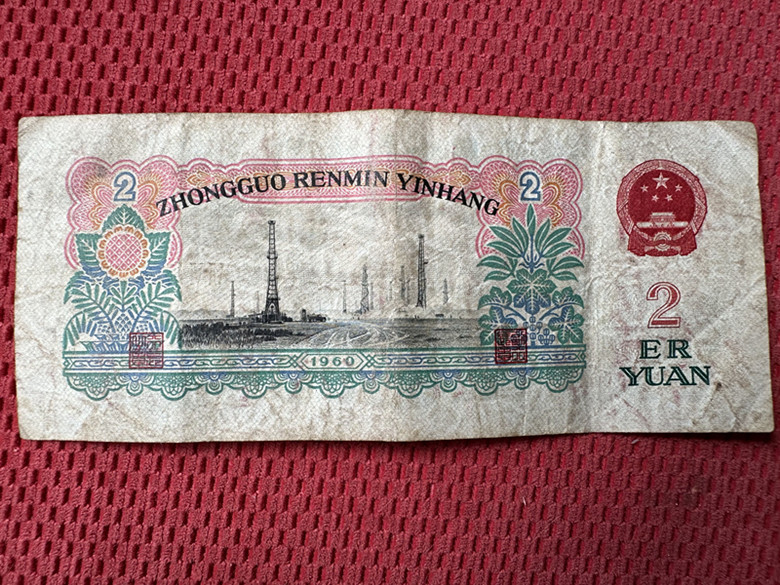 2
2
ZHONGGUO RENMIN YINHANG
1960
2
ER
YUAN